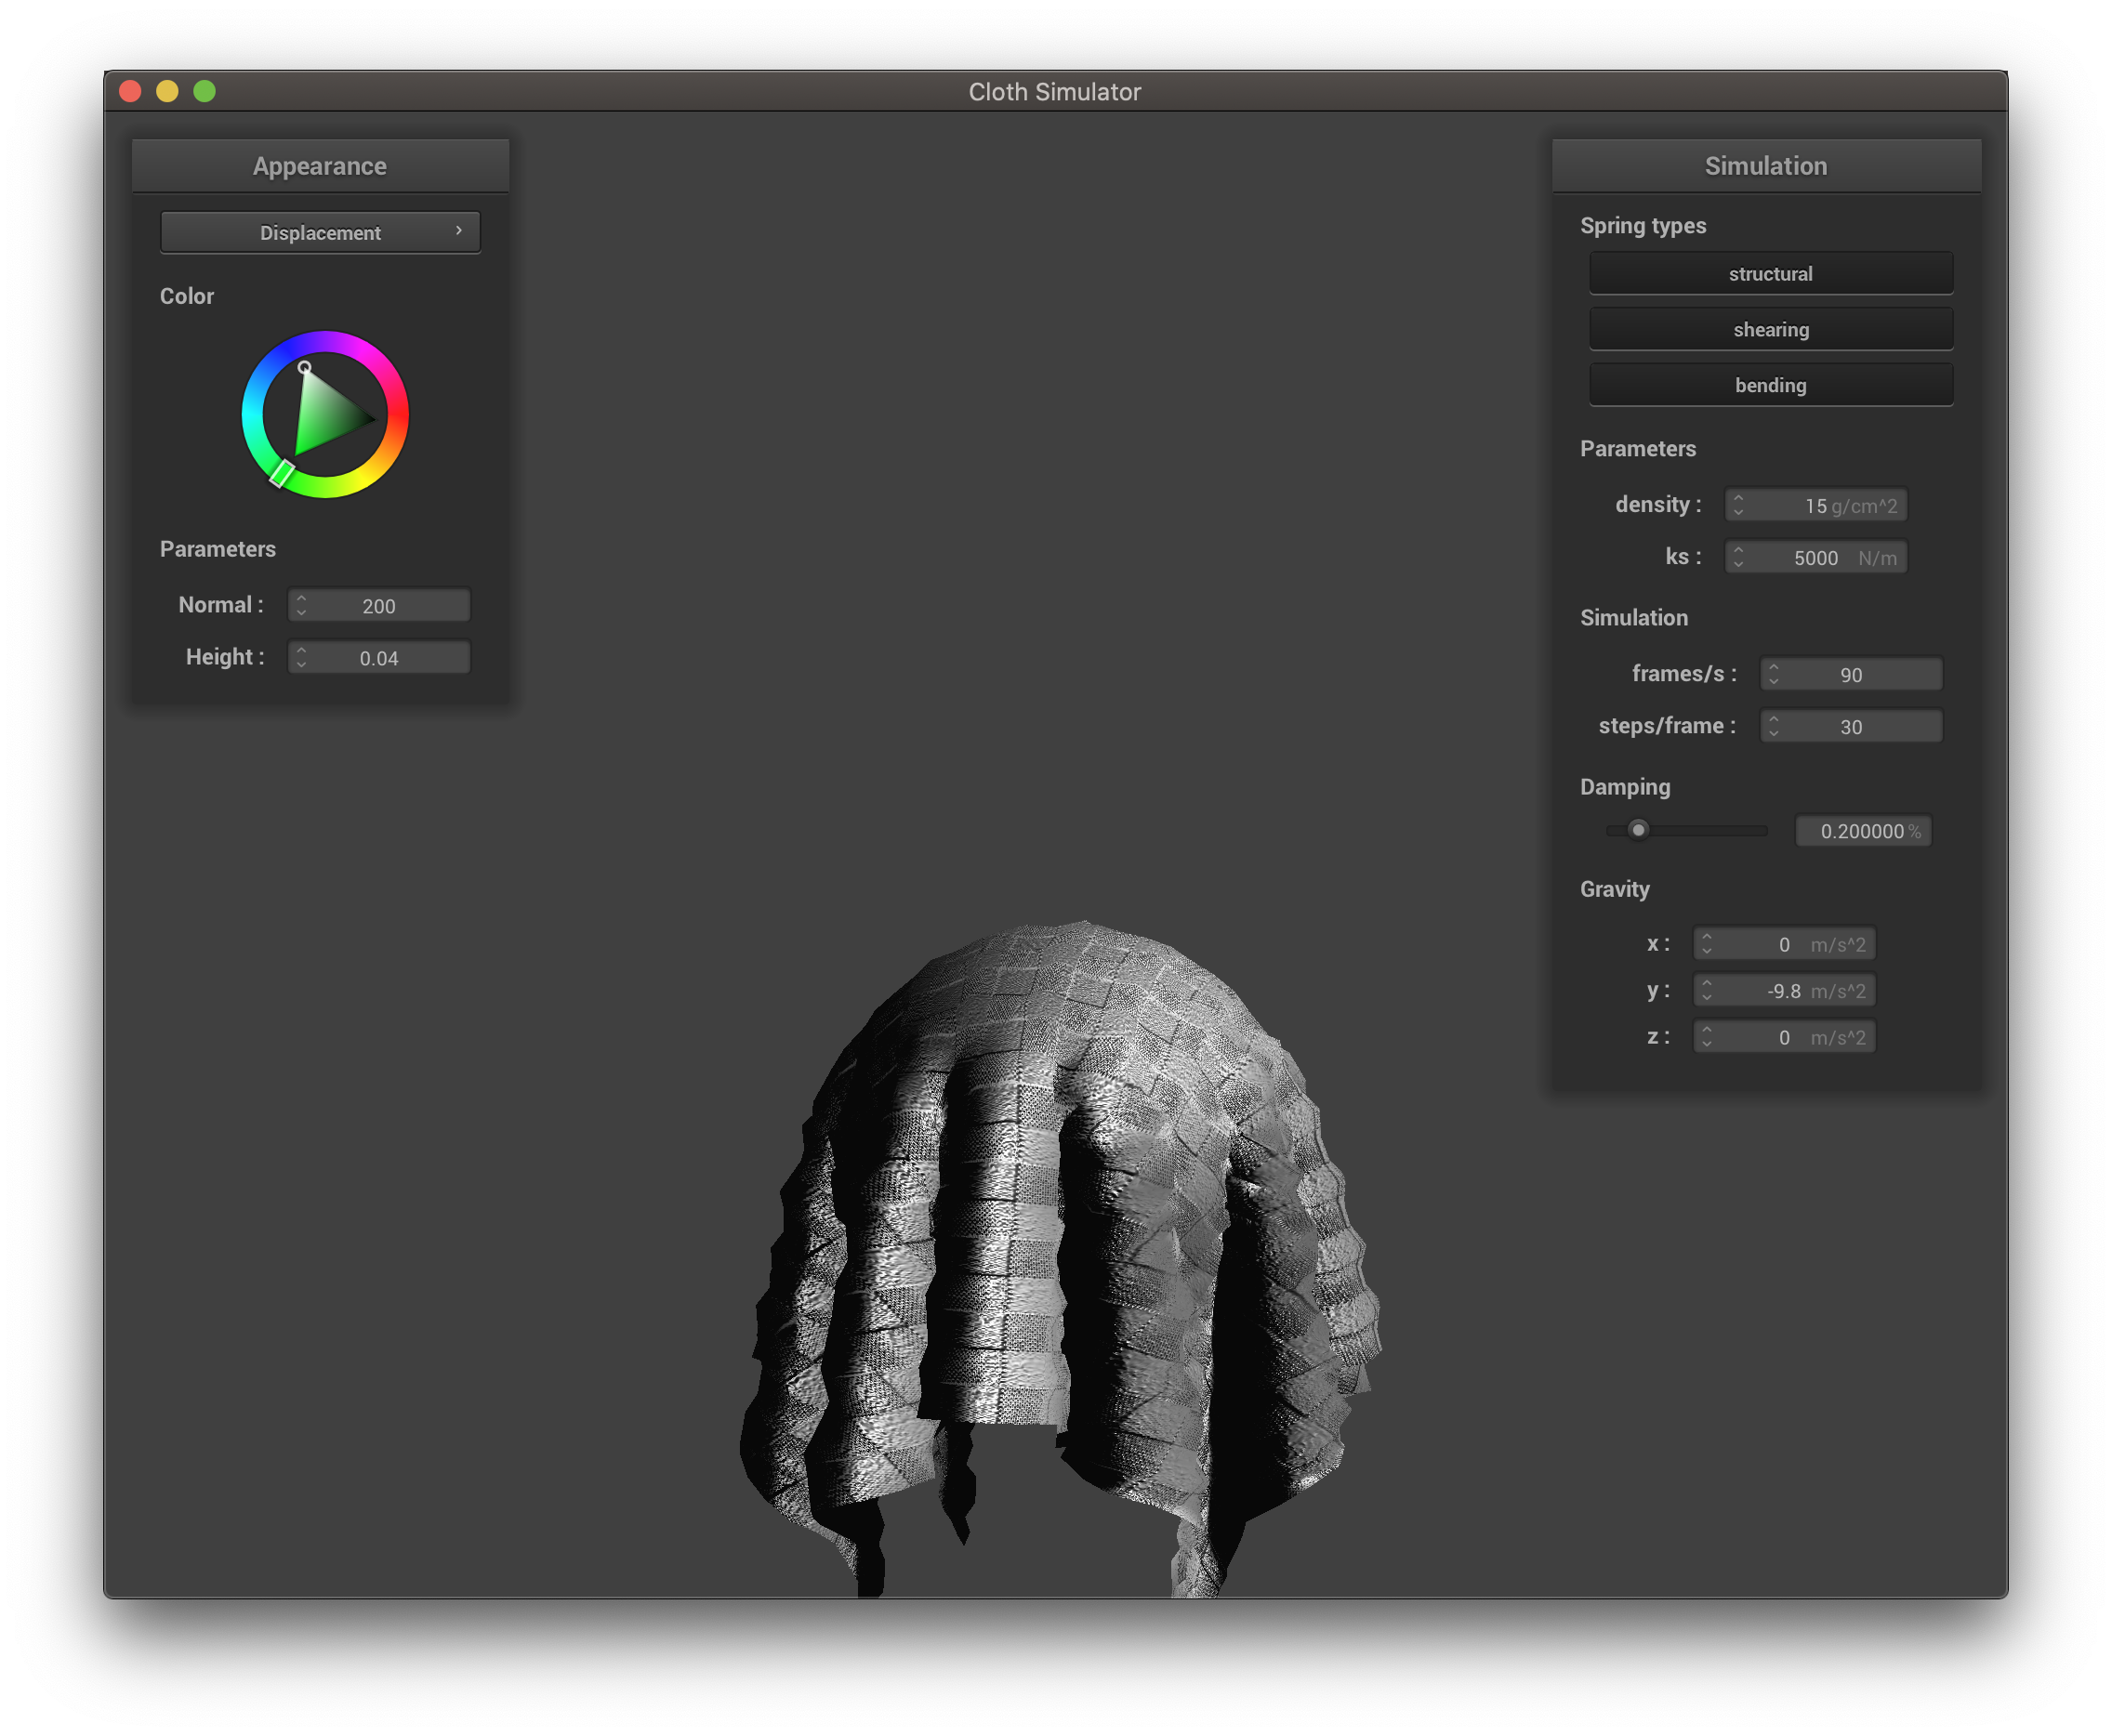 Cloth Simulator
Appearance
Displacement
Color
Parameters
Normal : 200
Height : 0.04
Simulation
Spring types
structural
shearing
bending
Parameters
density : 15 g/cm^2
ks : 5000 N/m
Simulation
frames/s : 90
steps/frame : 30
Damping
0.200000 %
Gravity
x : 0 m/s^2
y : -9.8 m/s^2
z : 0 m/s^2